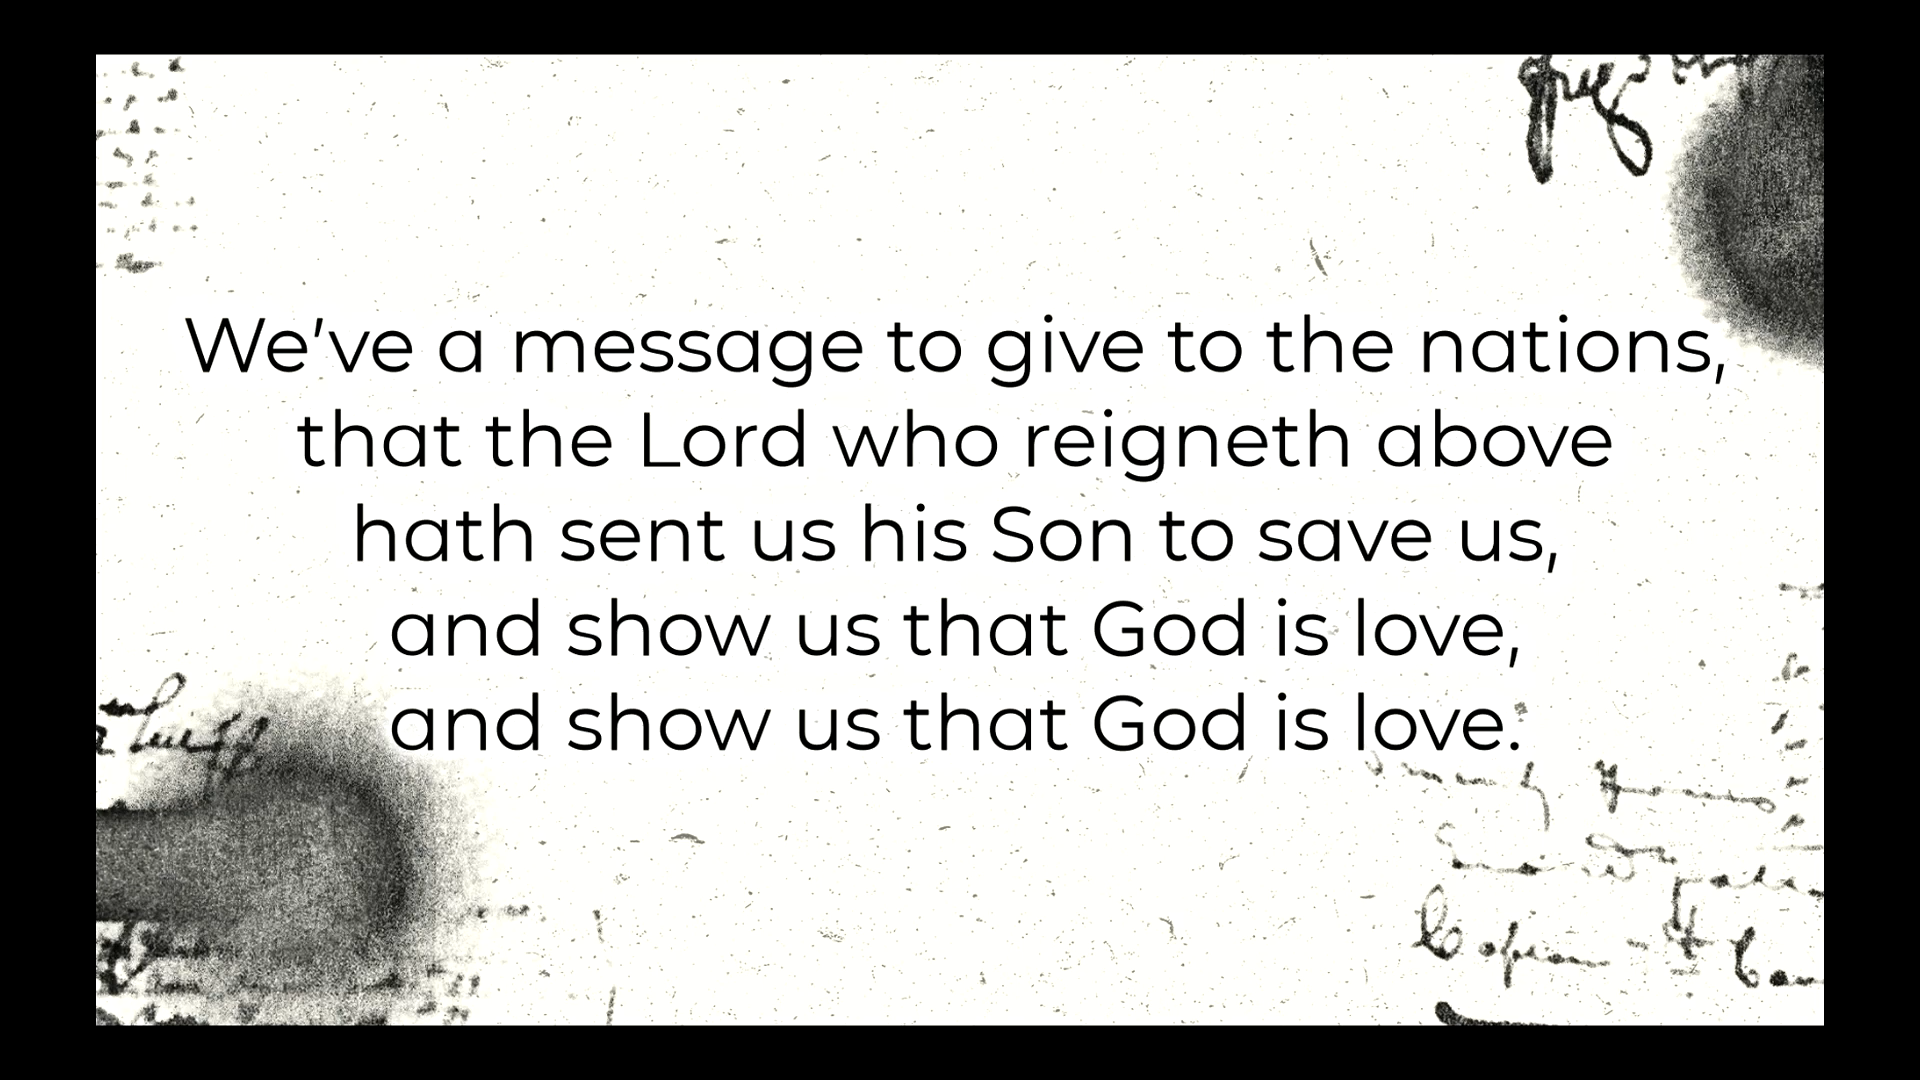 We've a message to give to the nations,
that the Lord who reigneth above
hath sent us his Son to save us,
and show us that God is love,
and show us that God is love.